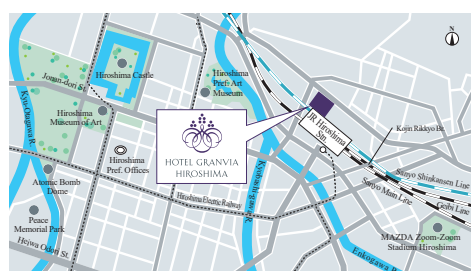 N
Jonan-dori St.
Hiroshima Castle
Hiroshima
Pref. Art
Museum
Kyu-Ougawa R.
Hiroshima
Museum of Art
HOTEL GRANVIA
HIROSHIMA
JR Hiroshima
Stn.
Kojin Rikkyo Br.
Hiroshima
Pref. Offices
Sanyo Shinkansen Line
Sanyo Main Line
Geibi Line
Atomic Bomb
Dome
Hiroshima Electric Railway
Kyobashigawa R.
Peace
Memorial Park
Heiwa Odori St.
MAZDA Zoom-Zoom
Stadium Hiroshima
Enkogawa R.